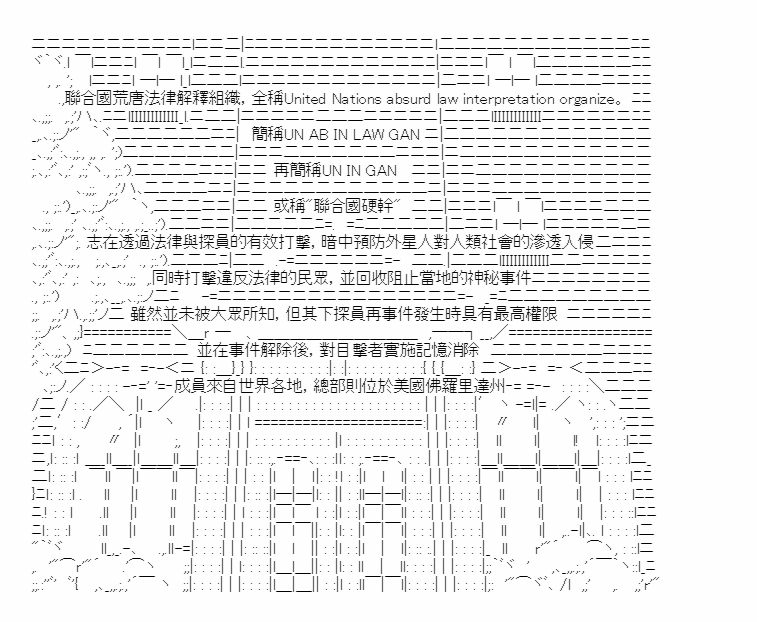 聯合國荒唐法律解釋組織, 全稱United Nations absurd law interpretation organize。
簡稱UN AB IN LAW GAN
再簡稱UN IN GAN
或稱"聯合國硬幹"
志在透過法律與探員的有效打擊, 暗中預防外星人對人類社會的滲透入侵
同時打擊違反法律的民眾, 並回收阻止當地的神秘事件
雖然並未被大眾所知, 但其下探員再事件發生時具有最高權限
並在事件解除後, 對目擊者實施記憶消除
成員來自世界各地, 總部則位於美國佛羅里達州